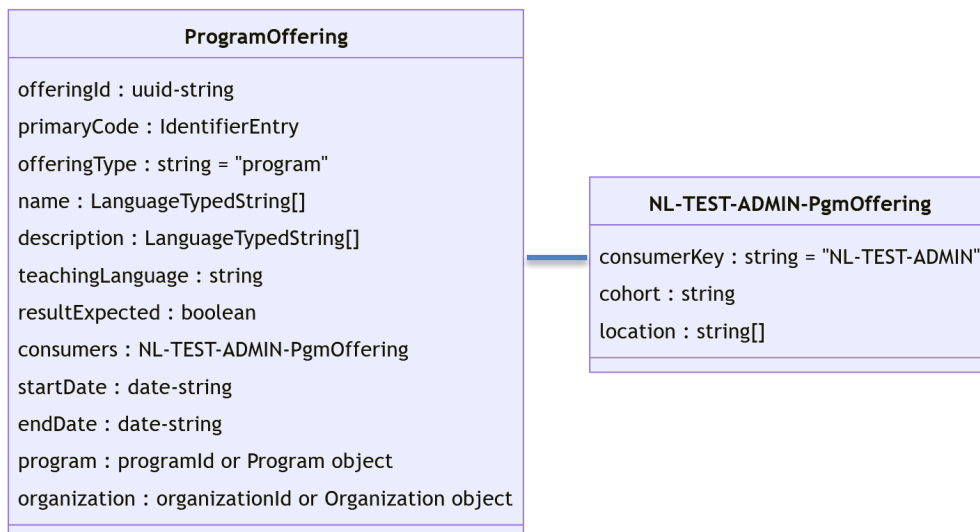 ProgramOffering
offeringId : uuid-string
primaryCode : IdentifierEntry
offeringType : string = "program"
name : LanguageTypedString[]
description : LanguageTypedString[]
teachingLanguage : string
resultExpected : boolean
consumers : NL-TEST-ADMIN-PgmOffering
startDate : date-string
endDate : date-string
program : programId or Program object
organization : organizationId or Organization object
NL-TEST-ADMIN-PgmOffering
consumerKey : string = "NL-TEST-ADMIN"
cohort : string
location : string[]